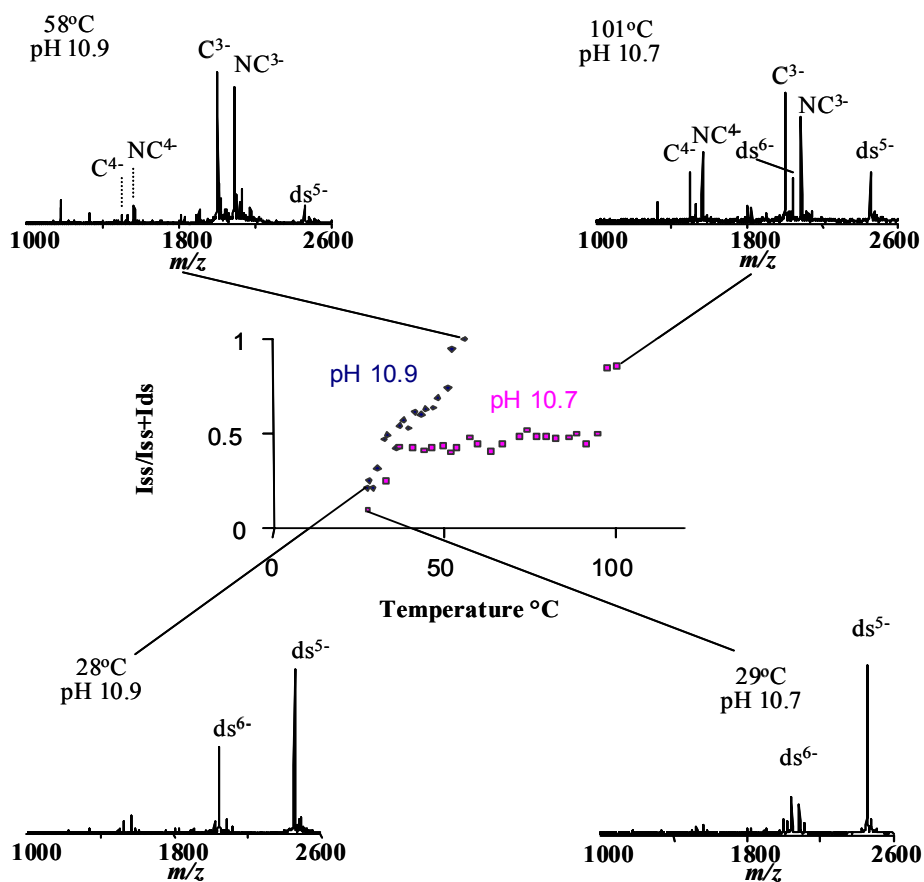 58°C
pH 10.9
C3-
NC3-
C4-
NC4-
ds5-
1000 1800 2600
m/z
101°C
pH 10.7
C3-
NC3-
C4-
NC4-
ds6-
ds5-
1000 1800 2600
m/z
1
0.5
0
Iss/Iss+Ids
pH 10.9
pH 10.7
0 50 100
Temperature °C
28°C
pH 10.9
ds6-
ds5-
1000 1800 2600
m/z
29°C
pH 10.7
ds6-
ds5-
1000 1800 2600
m/z